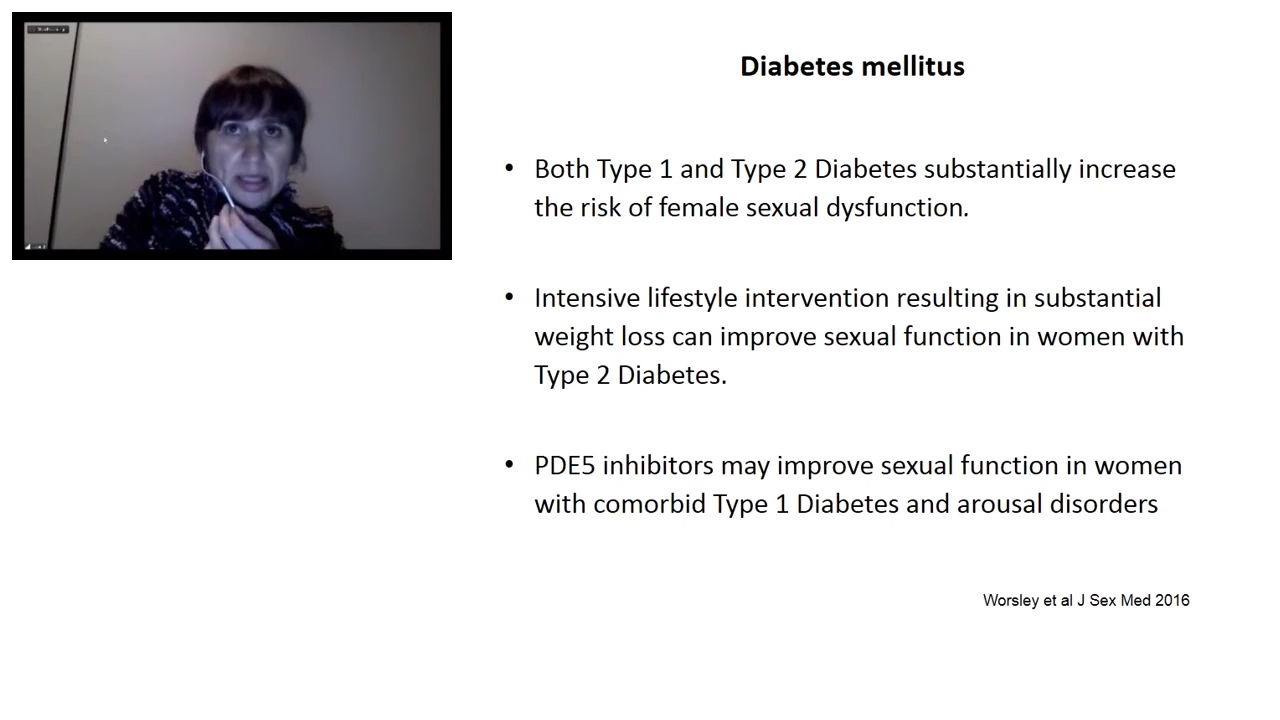 Diabetes mellitus
• Both Type 1 and Type 2 Diabetes substantially increase
the risk of female sexual dysfunction.
• Intensive lifestyle intervention resulting in substantial
weight loss can improve sexual function in women with
Type 2 Diabetes.
• PDE5 inhibitors may improve sexual function in women
with comorbid Type 1 Diabetes and arousal disorders
Worsley et al J Sex Med 2016